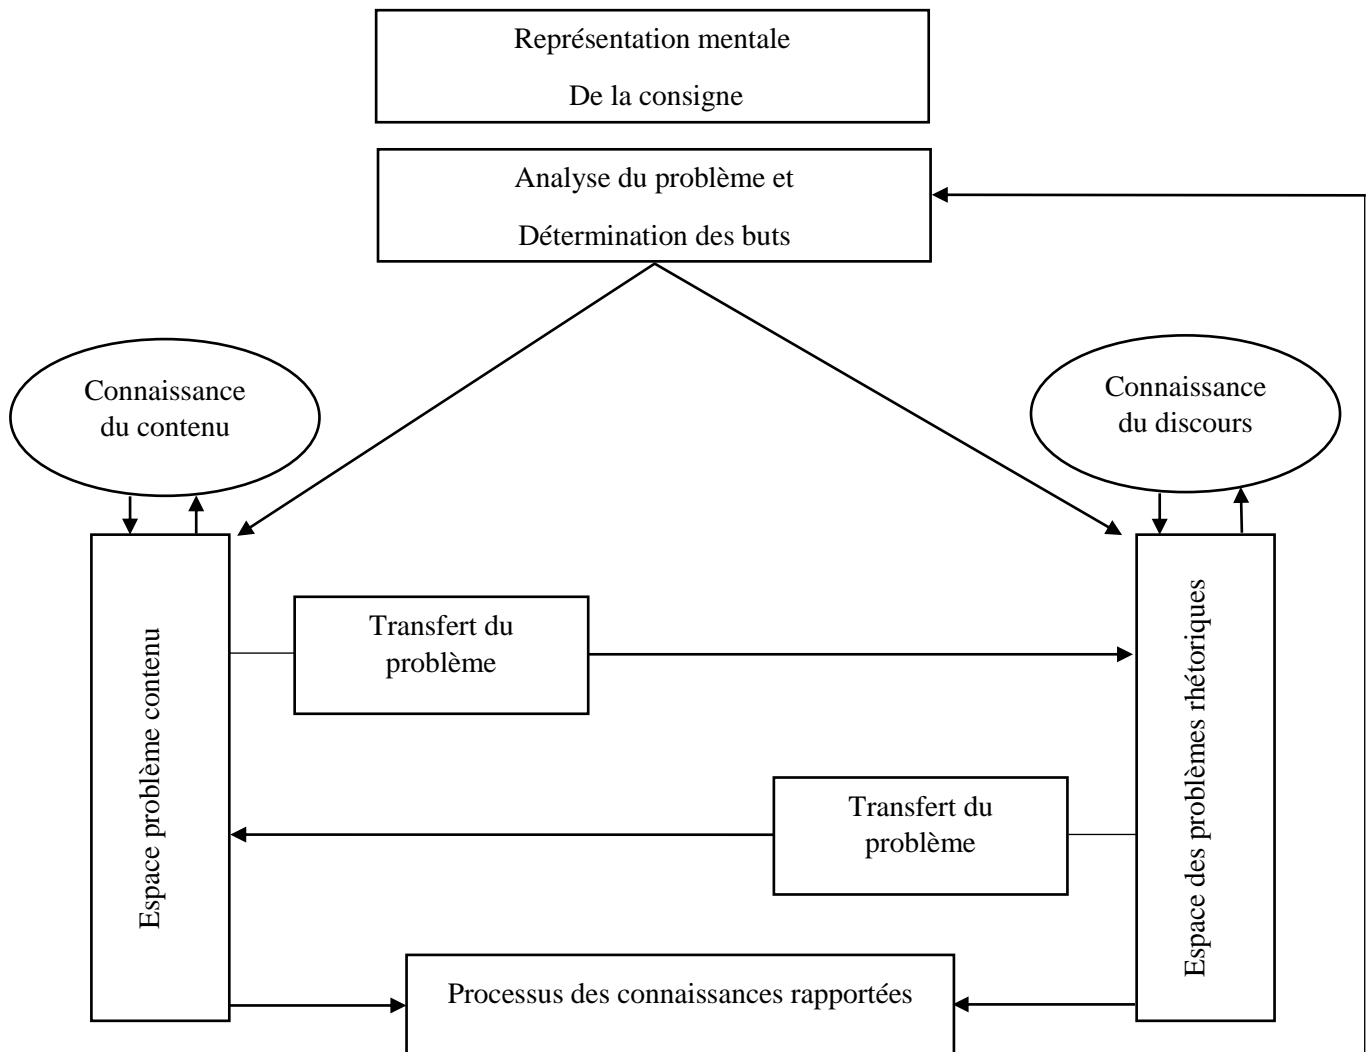 Représentation mentale
De la consigne
Analyse du problème et
Détermination des buts
Connaissance
du contenu
Connaissance
du discours
Espace problème contenu
Transfert du
problème
Transfert du
problème
Espace des problèmes rhétoriques
Processus des connaissances rapportées